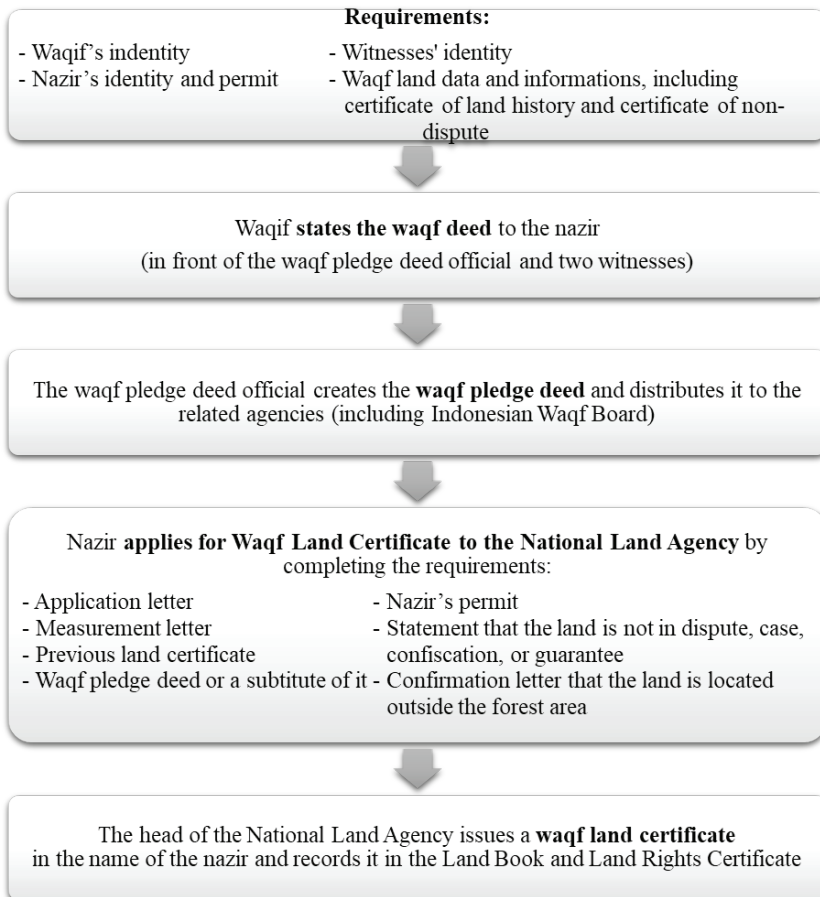 Requirements:
- Waqif's indentity
- Nazir's identity and permit
- Witnesses' identity
- Waqf land data and informations, including
certificate of land history and certificate of non-
dispute
Waqif states the waqf deed to the nazir
(in front of the waqf pledge deed official and two witnesses)
The waqf pledge deed official creates the waqf pledge deed and distributes it to the
related agencies (including Indonesian Waqf Board)
Nazir applies for Waqf Land Certificate to the National Land Agency by
completing the requirements:
- Application letter
- Measurement letter
- Previous land certificate
- Waqf pledge deed or a subtitute of it
- Nazir's permit
- Statement that the land is not in dispute, case,
confiscation, or guarantee
- Confirmation letter that the land is located
outside the forest area
The head of the National Land Agency issues a waqf land certificate
in the name of the nazir and records it in the Land Book and Land Rights Certificate